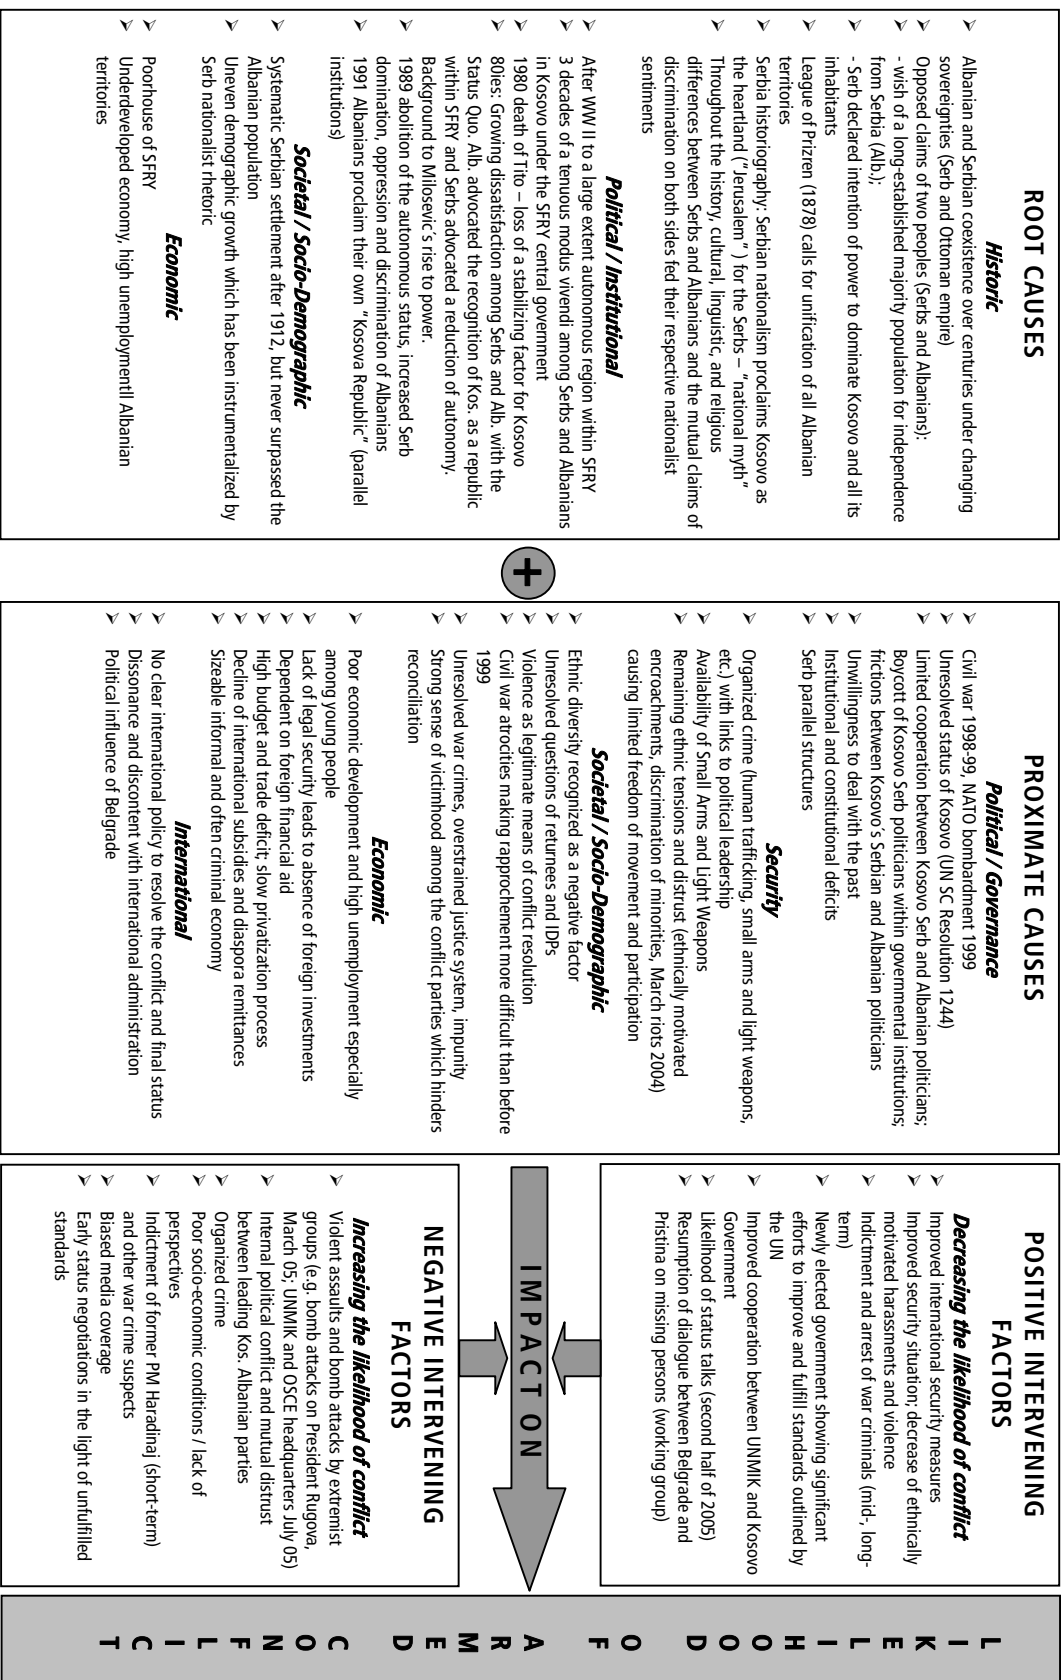 ROOT CAUSES
Historic
➢ Albanian and Serbian coexistence over centuries under changing
sovereignties (Serb and Ottoman empire)
➢ Opposed claims of two peoples (Serbs and Albanians):
➢ - wish of a long-established majority population for independence
from Serbia (Alb.);
➢ - Serb declared intention of power to dominate Kosovo and all its
inhabitants
➢ League of Prizren (1878) calls for unification of all Albanian
territories
➢ Serbia historiography: Serbian nationalism proclaims Kosovo as
the heartland ("Jerusalem") for the Serbs – "national myth"
➢ Throughout the history, cultural, linguistic, and religious
differences between Serbs and Albanians and the mutual claims of
discrimination on both sides fed their respective nationalist
sentiments
Political / Institutional
➢ After WW II to a large extent autonomous region within SFRY
➢ 3 decades of a tenuous modus vivendi among Serbs and Albanians
in Kosovo under the SFRY central government
➢ 1980 death of Tito – loss of a stabilizing factor for Kosovo
➢ 80ies: Growing dissatisfaction among Serbs and Alb. with the
Status Quo. Alb. advocated the recognition of Kos. as a republic
within SFRY and Serbs advocated a reduction of autonomy.
Background to Milosevic's rise to power.
➢ 1989 abolition of the autonomous status, increased Serb
domination, oppression and discrimination of Albanians
➢ 1991 Albanians proclaim their own "Kosova Republic" (parallel
institutions)
Societal / Socio-Demographic
➢ Systematic Serbian settlement after 1912, but never surpassed the
Albanian population
➢ Uneven demographic growth which has been instrumentalized by
Serb nationalist rhetoric
Economic
➢ Poorhouse of SFRY
➢ Underdeveloped economy, high unemploymentll Albanian
territories
+
PROXIMATE CAUSES
Political / Governance
➢ Civil war 1998-99, NATO bombardment 1999
➢ Unresolved status of Kosovo (UN SC Resolution 1244)
➢ Limited cooperation between Kosovo Serb and Albanian politicians;
Boycott of Kosovo Serb politicians within governmental institutions;
frictions between Kosovo's Serbian and Albanian politicians
➢ Unwillingness to deal with the past
➢ Institutional and constitutional deficits
➢ Serb parallel structures
Security
➢ Organized crime (human trafficking, small arms and light weapons,
etc.) with links to political leadership
➢ Availability of Small Arms and Light Weapons
➢ Remaining ethnic tensions and distrust (ethnically motivated
encroachments, discrimination of minorities, March riots 2004)
causing limited freedom of movement and participation
Societal / Socio-Demographic
➢ Ethnic diversity recognized as a negative factor
➢ Unresolved questions of returnees and IDPs
➢ Violence as legitimate means of conflict resolution
➢ Civil war atrocities making rapprochement more difficult than before
1999
➢ Unresolved war crimes, overstrained justice system, impunity
➢ Strong sense of victimhood among the conflict parties which hinders
reconciliation
Economic
➢ Poor economic development and high unemployment especially
among young people
➢ Lack of legal security leads to absence of foreign investments
➢ Dependent on foreign financial aid
➢ High budget and trade deficit; slow privatization process
➢ Decline of international subsidies and diaspora remittances
➢ Sizeable informal and often criminal economy
International
➢ No clear international policy to resolve the conflict and final status
➢ Dissonance and discontent with international administration
➢ Political influence of Belgrade
POSITIVE INTERVENING
FACTORS
Decreasing the likelihood of conflict
➢ Improved international security measures
➢ Improved security situation; decrease of ethnically
motivated harassments and violence
➢ Indictment and arrest of war criminals (mid-, long-
term)
➢ Newly elected government showing significant
efforts to improve and fulfill standards outlined by
the UN
➢ Improved cooperation between UNMIK and Kosovo
Government
➢ Likelihood of status talks (second half of 2005)
➢ Resumption of dialogue between Belgrade and
Pristina on missing persons (working group)
IMPACT ON
NEGATIVE INTERVENING
FACTORS
Increasing the likelihood of conflict
➢ Violent assaults and bomb attacks by extremist
groups (e.g. bomb attacks on President Rugova,
March 05; UNMIK and OSCE headquarters July 05)
➢ Internal political conflict and mutual distrust
between leading Kos. Albanian parties
➢ Organized crime
➢ Poor socio-economic conditions / lack of
perspectives
➢ Indictment of former PM Haradinaj (short-term)
and other war crime suspects
➢ Biased media coverage
➢ Early status negotiations in the light of unfulfilled
standards
LIKELIHOOD OF ARMED CONFLICT